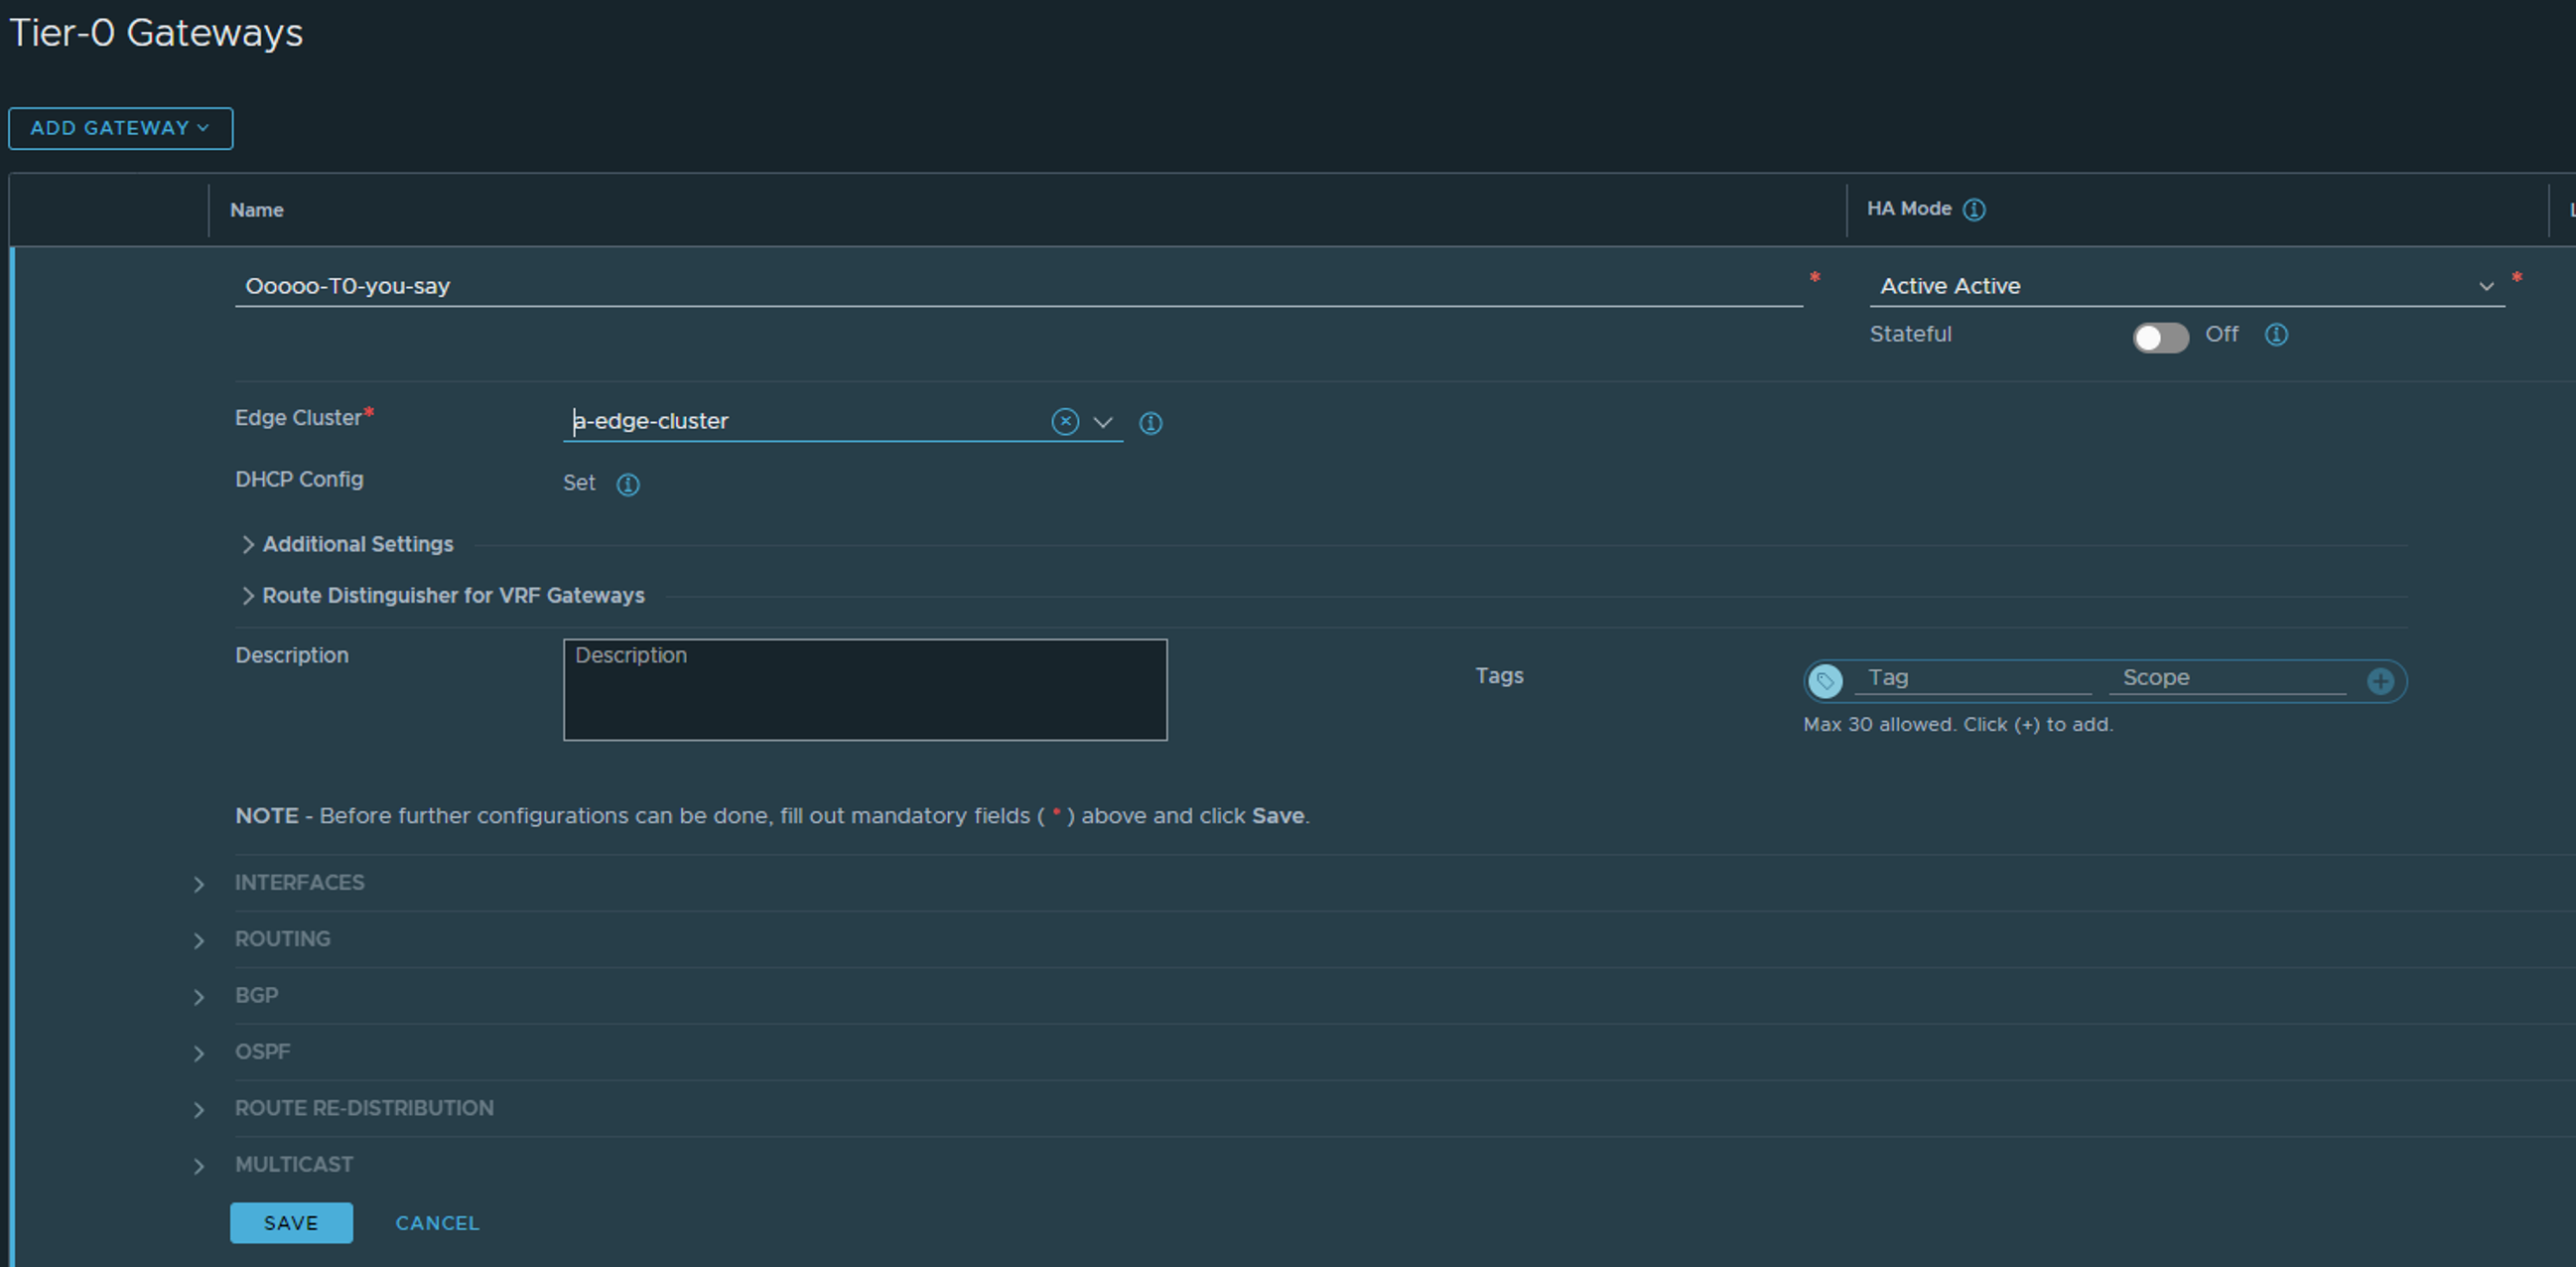 Tier-0 Gateways
ADD GATEWAY
Name
HA Mode
Ooooo-T0-you-say *
Active Active *
Stateful Off
Edge Cluster* a-edge-cluster
DHCP Config Set
Additional Settings
Route Distinguisher for VRF Gateways
Description Description
Tags Tag Scope
Max 30 allowed. Click (+) to add.
NOTE - Before further configurations can be done, fill out mandatory fields ( * ) above and click Save.
INTERFACES
ROUTING
BGP
OSPF
ROUTE RE-DISTRIBUTION
MULTICAST
SAVE CANCEL